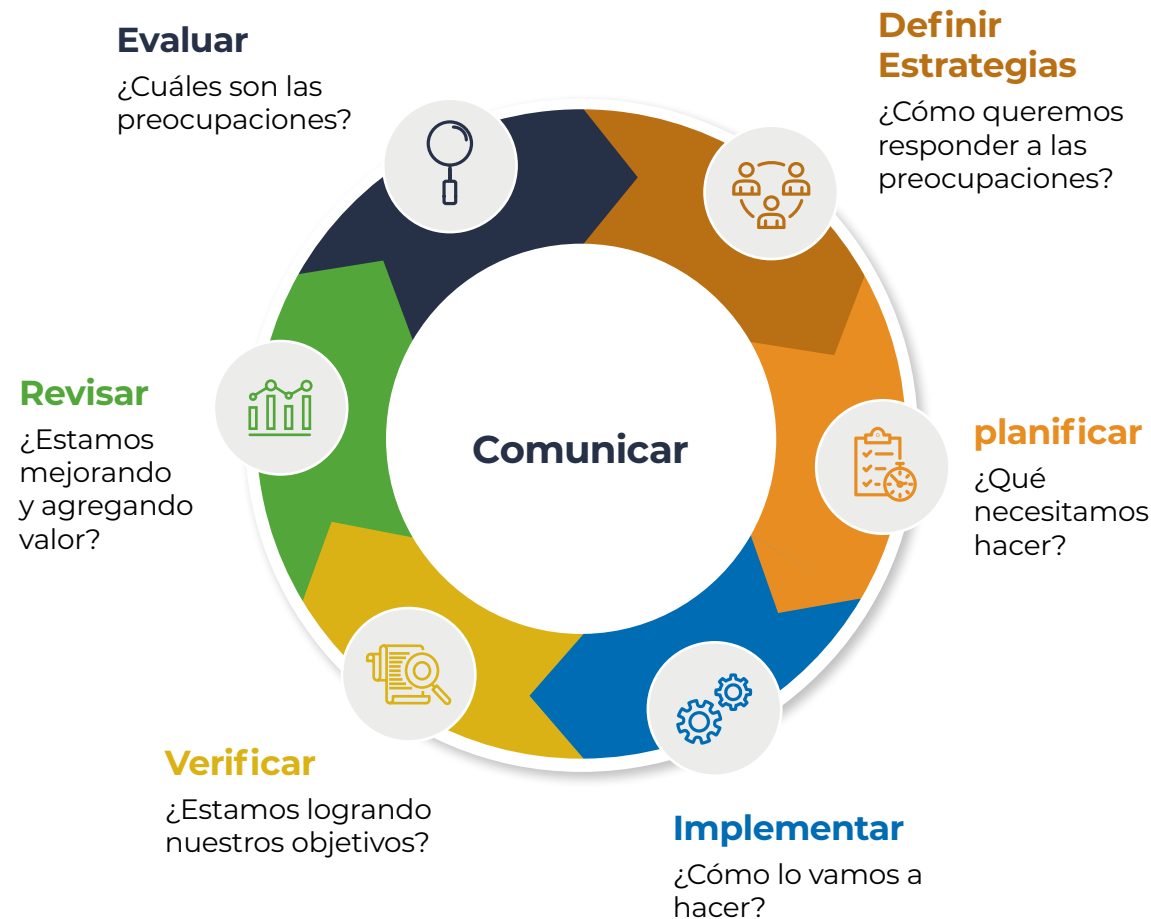 Evaluar
¿Cuáles son las
preocupaciones?
Definir
Estrategias
¿Cómo queremos
responder a las
preocupaciones?
planificar
¿Qué
necesitamos
hacer?
Implementar
¿Cómo lo vamos a
hacer?
Verificar
¿Estamos logrando
nuestros objetivos?
Revisar
¿Estamos
mejorando
y agregando
valor?
Comunicar